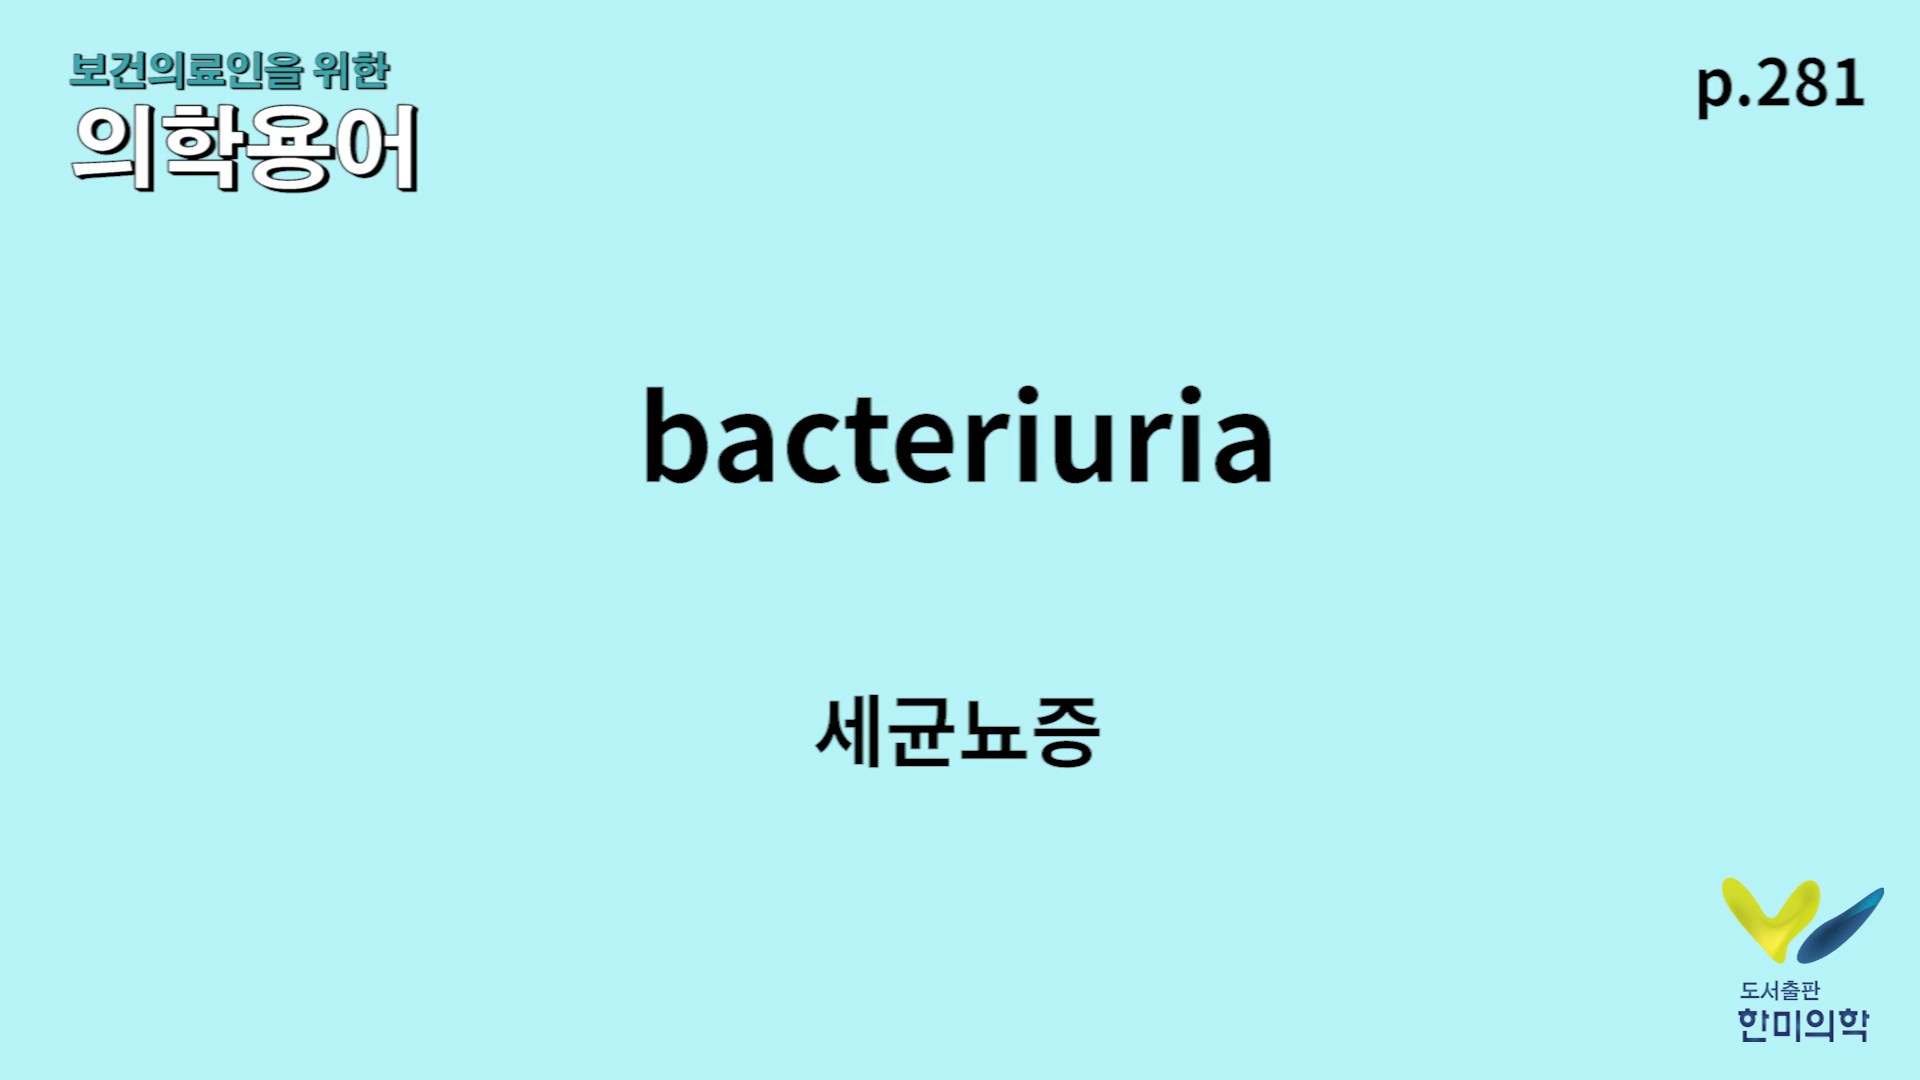 보건의료인을 위한
의학용어
p.281
bacteriuria
세균뇨증
도서출판
한미의학